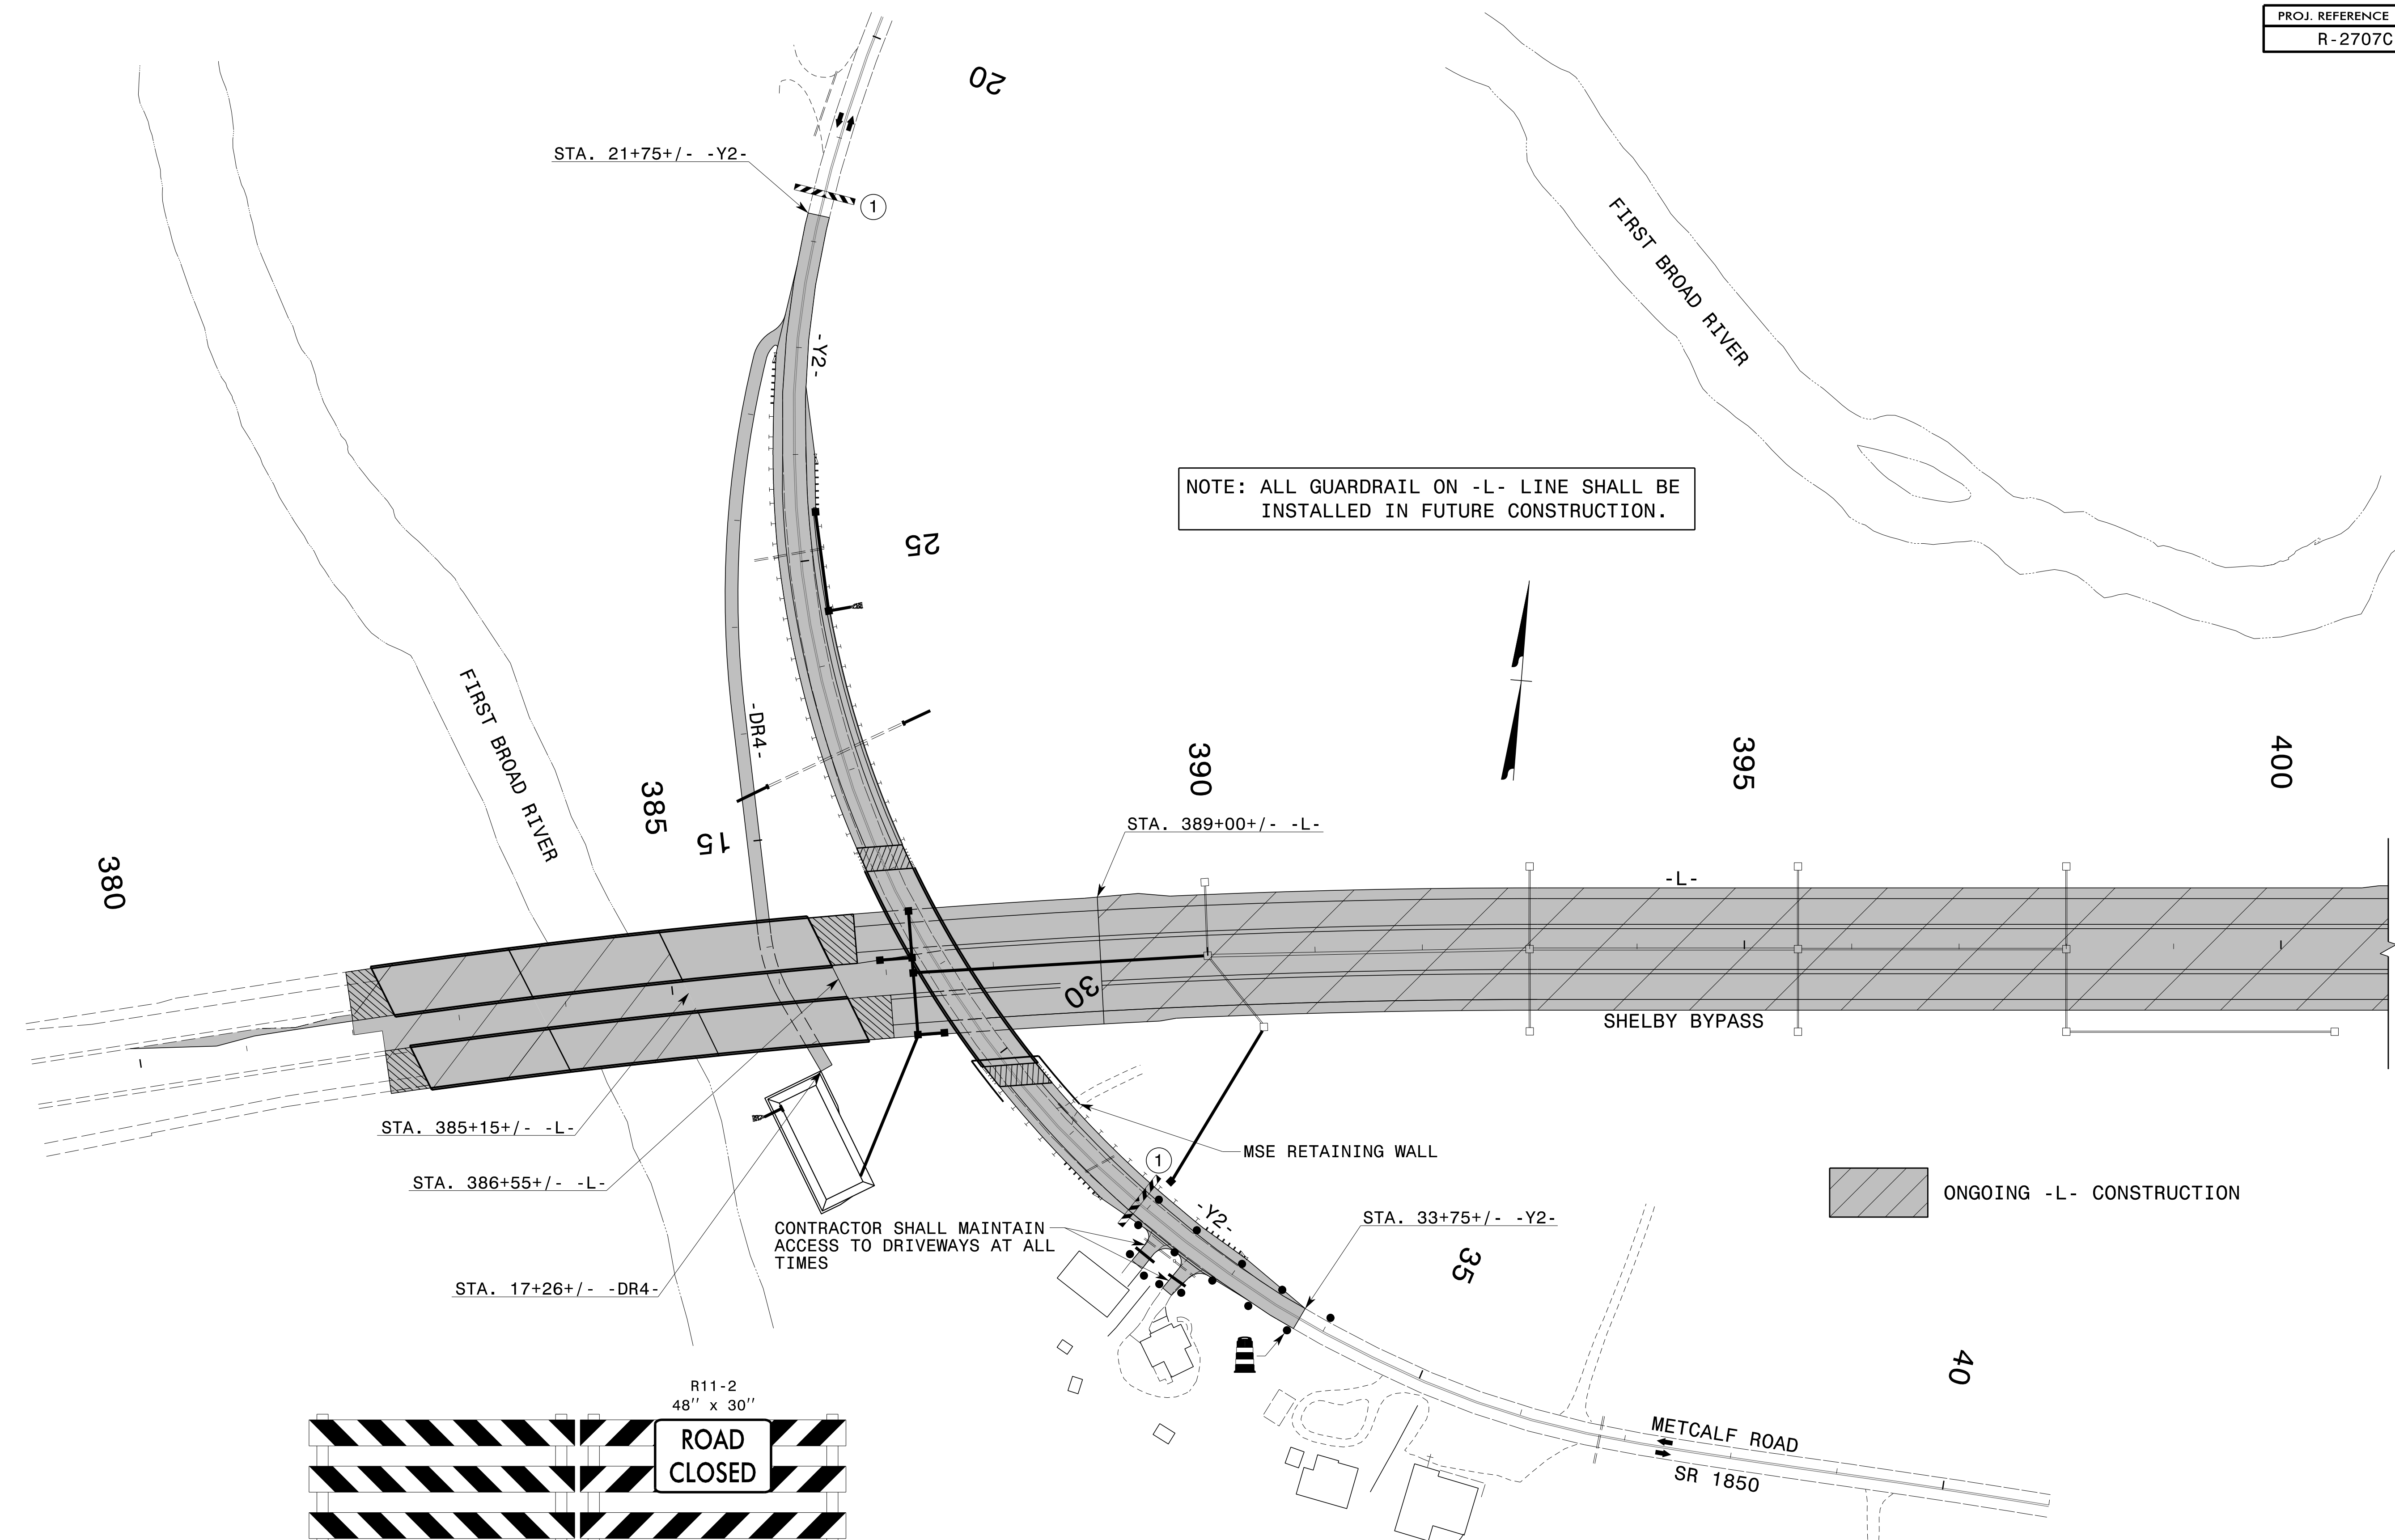 PROJ. REFERENCE
R-2707C
20
STA. 21+75+/- -Y2-
1
FIRST BROAD RIVER
-Y2-
NOTE: ALL GUARDRAIL ON -L- LINE SHALL BE
INSTALLED IN FUTURE CONSTRUCTION.
25
FIRST BROAD RIVER
-DR4-
380
385
390
395
400
15
STA. 389+00+/- -L-
-L-
30
SHELBY BYPASS
STA. 385+15+/- -L-
STA. 386+55+/- -L-
MSE RETAINING WALL
1
ONGOING -L- CONSTRUCTION
-Y2-
CONTRACTOR SHALL MAINTAIN
ACCESS TO DRIVEWAYS AT ALL
TIMES
STA. 33+75+/- -Y2-
35
STA. 17+26+/- -DR4-
40
R11-2
48'' x 30''
ROAD
CLOSED
METCALF ROAD
SR 1850